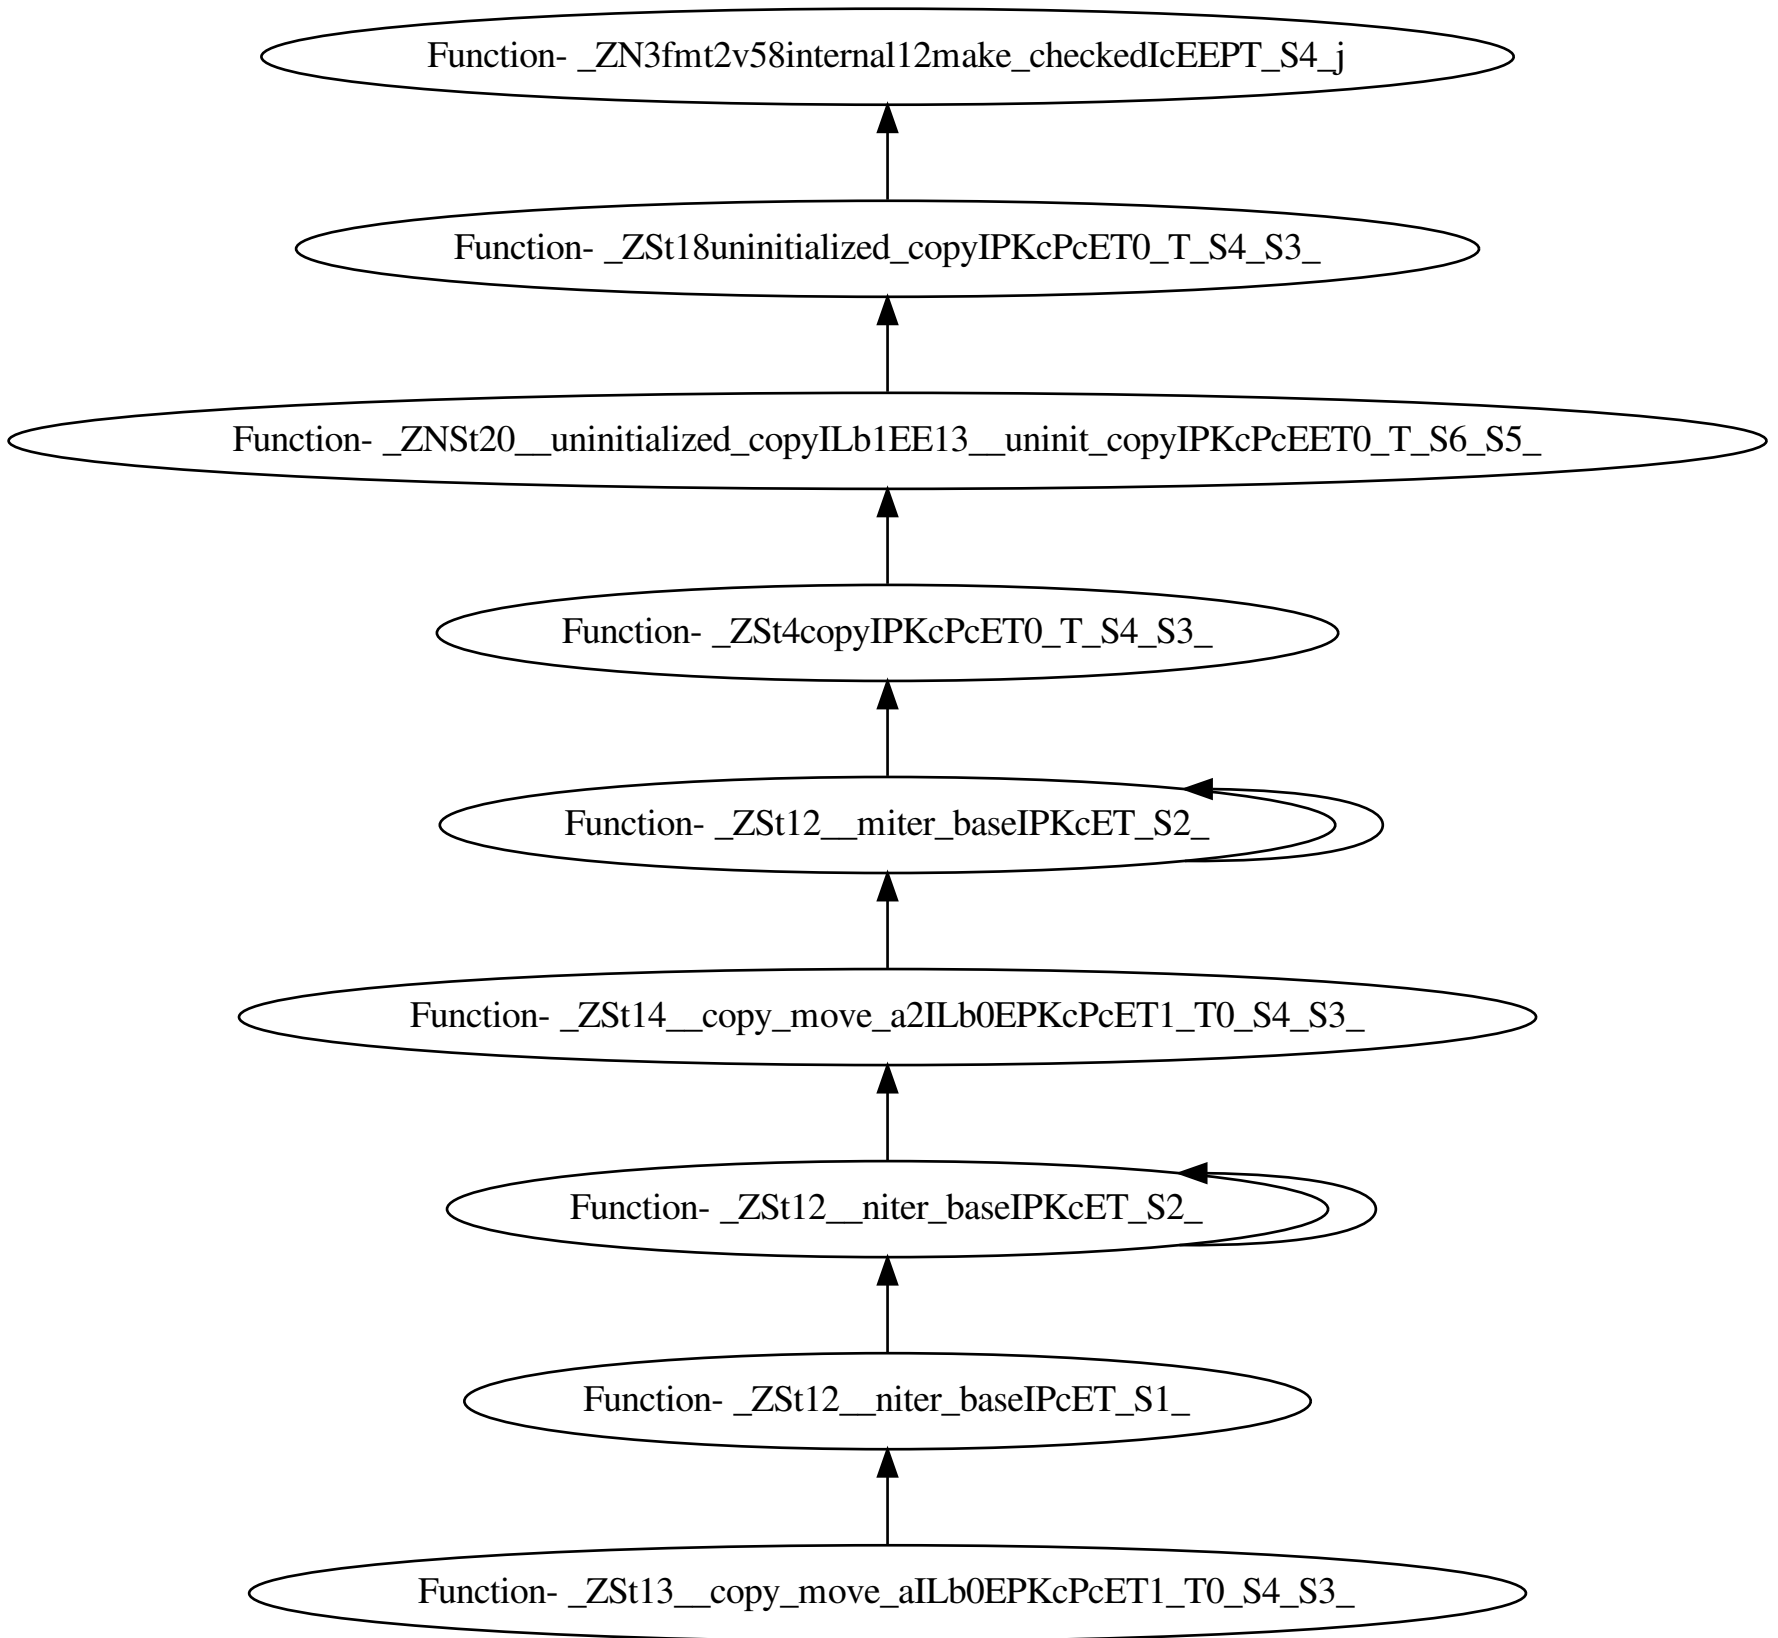 Function- _ZN3fmt2v58internal12make_checkedIcEEPT_S4_j
Function- _ZSt18uninitialized_copyIPKcPcET0_T_S4_S3_
Function- _ZNSt20__uninitialized_copyILb1EE13__uninit_copyIPKcPcEET0_T_S6_S5_
Function- _ZSt4copyIPKcPcET0_T_S4_S3_
Function- _ZSt12__miter_baseIPKcET_S2_
Function- _ZSt14__copy_move_a2ILb0EPKcPcET1_T0_S4_S3_
Function- _ZSt12__niter_baseIPKcET_S2_
Function- _ZSt12__niter_baseIPcET_S1_
Function- _ZSt13__copy_move_aILb0EPKcPcET1_T0_S4_S3_